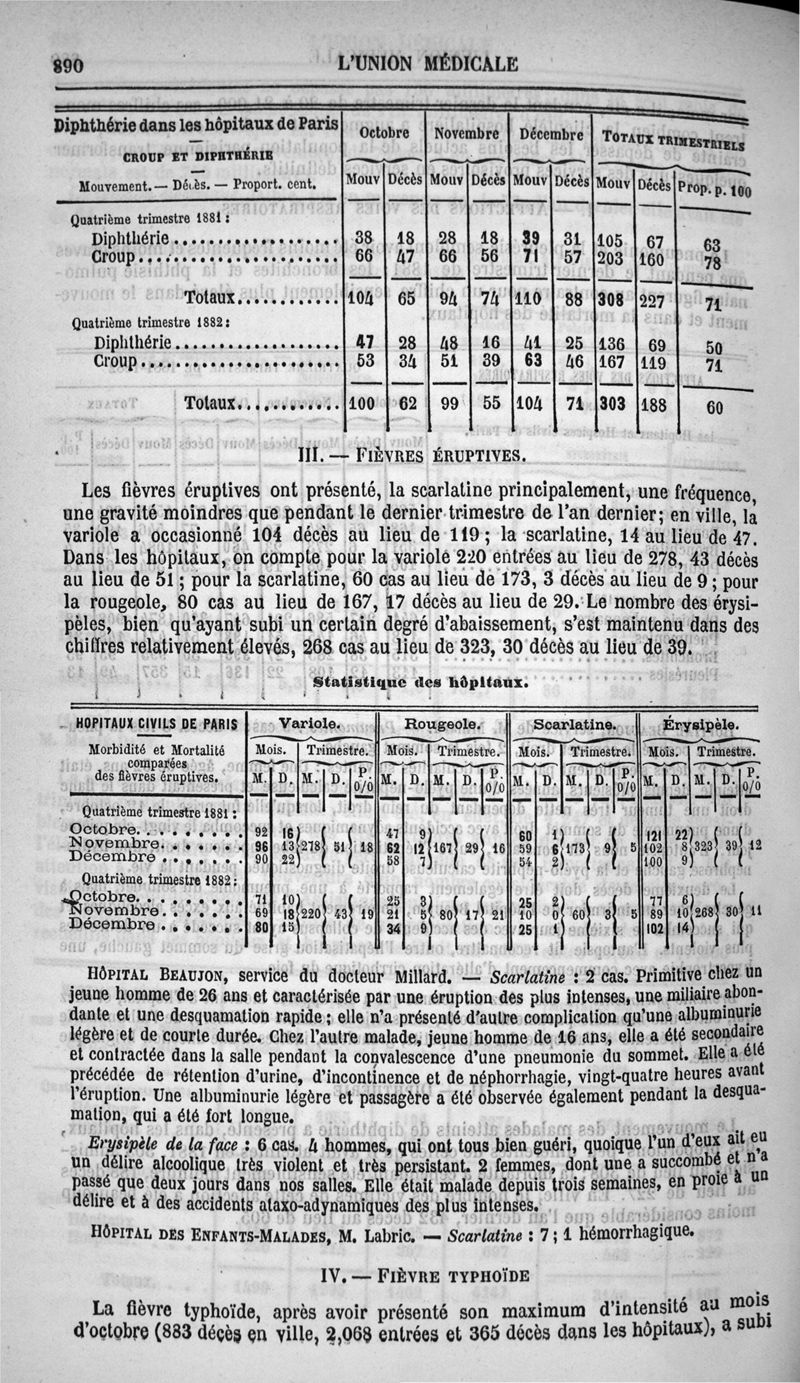 890
L'UNION MÉDICALE
Diphthérie dans les hôpitaux de Paris
CROUP ET DIPHTHÉRIE
Mouvement. — Décès. — Proport. cent.
Octobre Novembre Décembre TOTAUX TRIMESTRIELS
Mouv Décès Mouv Décès Mouv Décès Mouv Décès Prop. p. 100
Quatrième trimestre 1881 :
Diphthérie................... 38 18 28 18 39 31 105 67 63
Croup....................... 66 47 66 56 71 57 203 160 78
Totaux............ 104 65 94 74 110 88 308 227 71
Quatrième trimestre 1882 :
Diphthérie................... 47 28 48 16 41 25 136 69 50
Croup....................... 53 34 51 39 63 46 167 119 71
Totaux............ 100 62 99 55 104 71 303 188 60
III. — FIÈVRES ÉRUPTIVES.
Les fièvres éruptives ont présenté, la scarlatine principalement, une fréquence,
une gravité moindres que pendant le dernier trimestre de l'an dernier; en ville, la
variole a occasionné 104 décès au lieu de 119 ; la scarlatine, 14 au lieu de 47.
Dans les hôpitaux, on compte pour la variole 220 entrées au lieu de 278, 43 décès
au lieu de 51 ; pour la scarlatine, 60 cas au lieu de 173, 3 décès au lieu de 9 ; pour
la rougeole, 80 cas au lieu de 167, 17 décès au lieu de 29. Le nombre des érysi-
pèles, bien qu'ayant subi un certain degré d'abaissement, s'est maintenu dans des
chiffres relativement élevés, 268 cas au lieu de 323, 30 décès au lieu de 39.
Statistique des hôpitaux.
HOPITAUX CIVILS DE PARIS
Morbidité et Mortalité
comparées
des fièvres éruptives.
Variole. Rougeole. Scarlatine. Érysipèle.
Mois. Trimestre. Mois. Trimestre. Mois. Trimestre. Mois. Trimestre.
M. D. M. D. P. 0/0 M. D. M. D. P. 0/0 M. D. M. D. P. 0/0 M. D. M. D. P. 0/0
Quatrième trimestre 1881 :
Octobre. . . . . . . . . 92 16 47 9 60 1 121 22
Novembre. . . . . . . 96 13 278 51 18 62 12 167 29 16 59 6 173 9 5 102 8 323 39 12
Décembre . . . . . . . 90 22 58 7 54 2 100 9
Quatrième trimestre 1882 :
Octobre. . . . . . . . . 71 10 25 3 25 2 77 6
Novembre. . . . . . . 69 18 220 43 19 21 5 80 17 21 10 0 60 3 5 89 10 268 30 11
Décembre . . . . . . . 80 15 34 9 25 1 102 14
HÔPITAL BEAUJON, service du docteur Millard. — Scarlatine : 2 cas. Primitive chez un
jeune homme de 26 ans et caractérisée par une éruption des plus intenses, une miliaire abon-
dante et une desquamation rapide ; elle n'a présenté d'autre complication qu'une albuminurie
légère et de courte durée. Chez l'autre malade, jeune homme de 16 ans, elle a été secondaire
et contractée dans la salle pendant la convalescence d'une pneumonie du sommet. Elle a été
précédée de rétention d'urine, d'incontinence et de néphorrhagie, vingt-quatre heures avant
l'éruption. Une albuminurie légère et passagère a été observée également pendant la desqua-
mation, qui a été fort longue.
Erysipèle de la face : 6 cas. 4 hommes, qui ont tous bien guéri, quoique l'un d'eux ait eu
un délire alcoolique très violent et très persistant. 2 femmes, dont une a succombé et n'a
passé que deux jours dans nos salles. Elle était malade depuis trois semaines, en proie à un
délire et à des accidents ataxo-adynamiques des plus intenses.
HÔPITAL DES ENFANTS-MALADES, M. Labric. — Scarlatine : 7 ; 1 hémorrhagique.
IV. — FIÈVRE TYPHOÏDE
La fièvre typhoïde, après avoir présenté son maximum d'intensité au mois
d'octobre (883 décès en ville, 2,068 entrées et 365 décès dans les hôpitaux), a subi